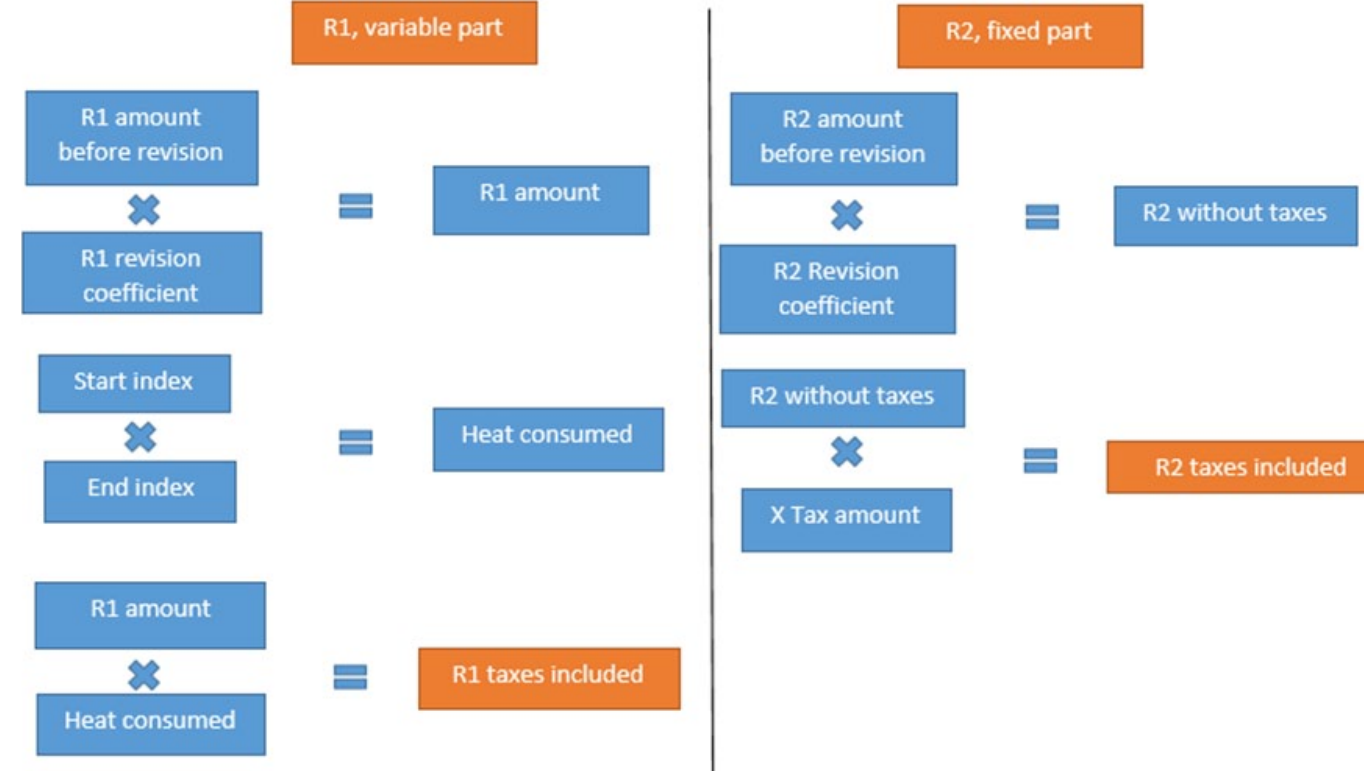 R1, variable part
R1 amount
before revision
R1 revision
coefficient
R1 amount
Start index
End index
Heat consumed
R1 amount
Heat consumed
R1 taxes included
R2, fixed part
R2 amount
before revision
R2 Revision
coefficient
R2 without taxes
R2 without taxes
X Tax amount
R2 taxes included